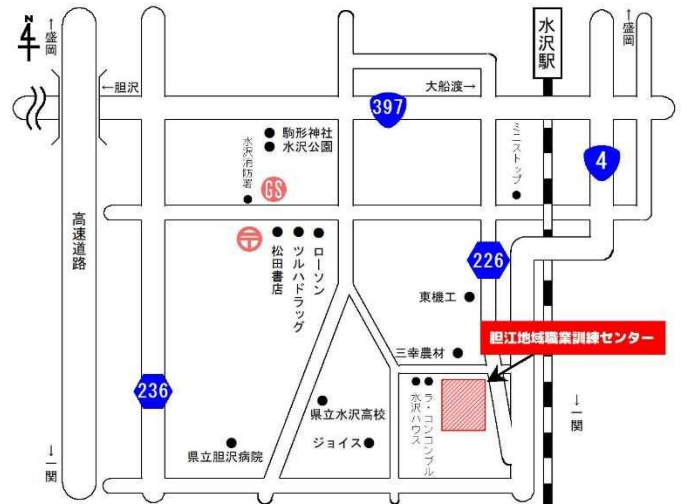 N
↑盛岡
水沢駅
↑盛岡
←胆沢
大船渡→
397
駒形神社
水沢公園
水沢消防署
GS
ミニストップ
4
高速道路
〒
松田書店
ツルハドラッグ
ローソン
226
東機工
胆江地域職業訓練センター
三幸農材
236
水沢ハウス
ラ・コンコンブル
県立水沢高校
ジョイス
県立胆沢病院
↓一関
↓一関